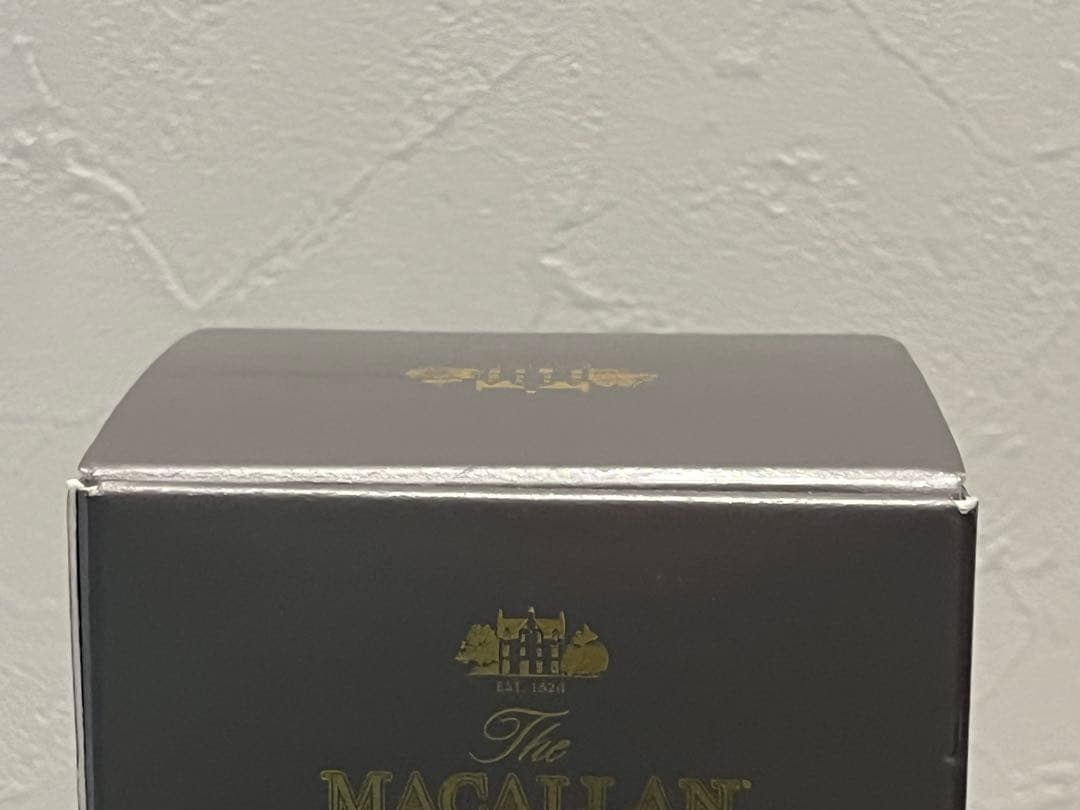 EST. 1824
The
MACALLAN